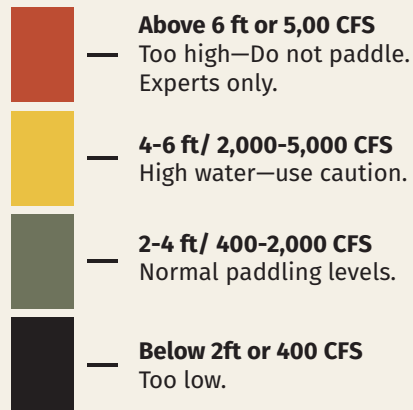 Above 6 ft or 5,00 CFS
Too high—Do not paddle.
Experts only.
4-6 ft/ 2,000-5,000 CFS
High water—use caution.
2-4 ft/ 400-2,000 CFS
Normal paddling levels.
Below 2ft or 400 CFS
Too low.